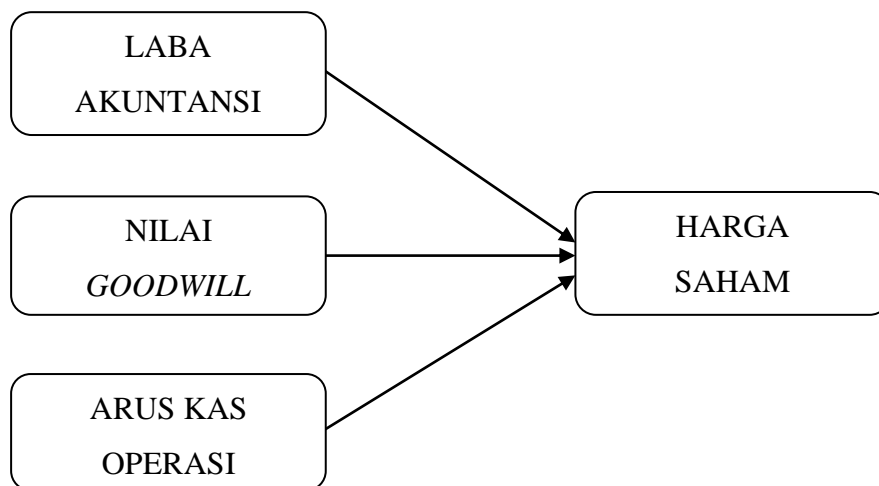 LABA
AKUNTANSI
NILAI
GOODWILL
HARGA
SAHAM
ARUS KAS
OPERASI